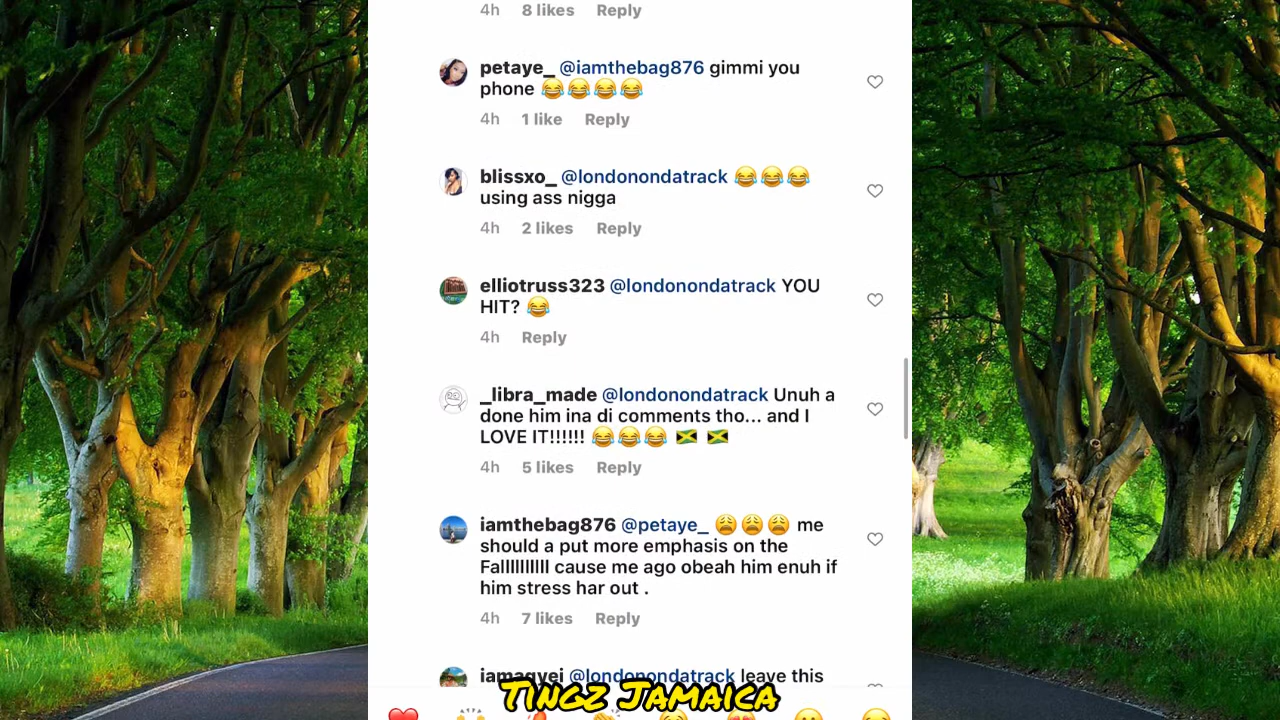 4h 8 likes Reply
petaye_ @iamthebag876 gimmi you
phone 😂😂😂😂
4h 1 like Reply
blissxo_ @londonondatrack 😂😂😂
using ass nigga
4h 2 likes Reply
elliotruss323 @londonondatrack YOU
HIT? 😂
4h Reply
_libra_made @londonondatrack Unuh a
done him ina di comments tho... and I
LOVE IT!!!!!! 😂😂😂 🇯🇲 🇯🇲
4h 5 likes Reply
iamthebag876 @petaye_ 😩😩😩 me
should a put more emphasis on the
Fallllllllll cause me ago obeah him enuh if
him stress har out .
4h 7 likes Reply
iamagyei @londonondatrack leave this
Tingz Jamaica